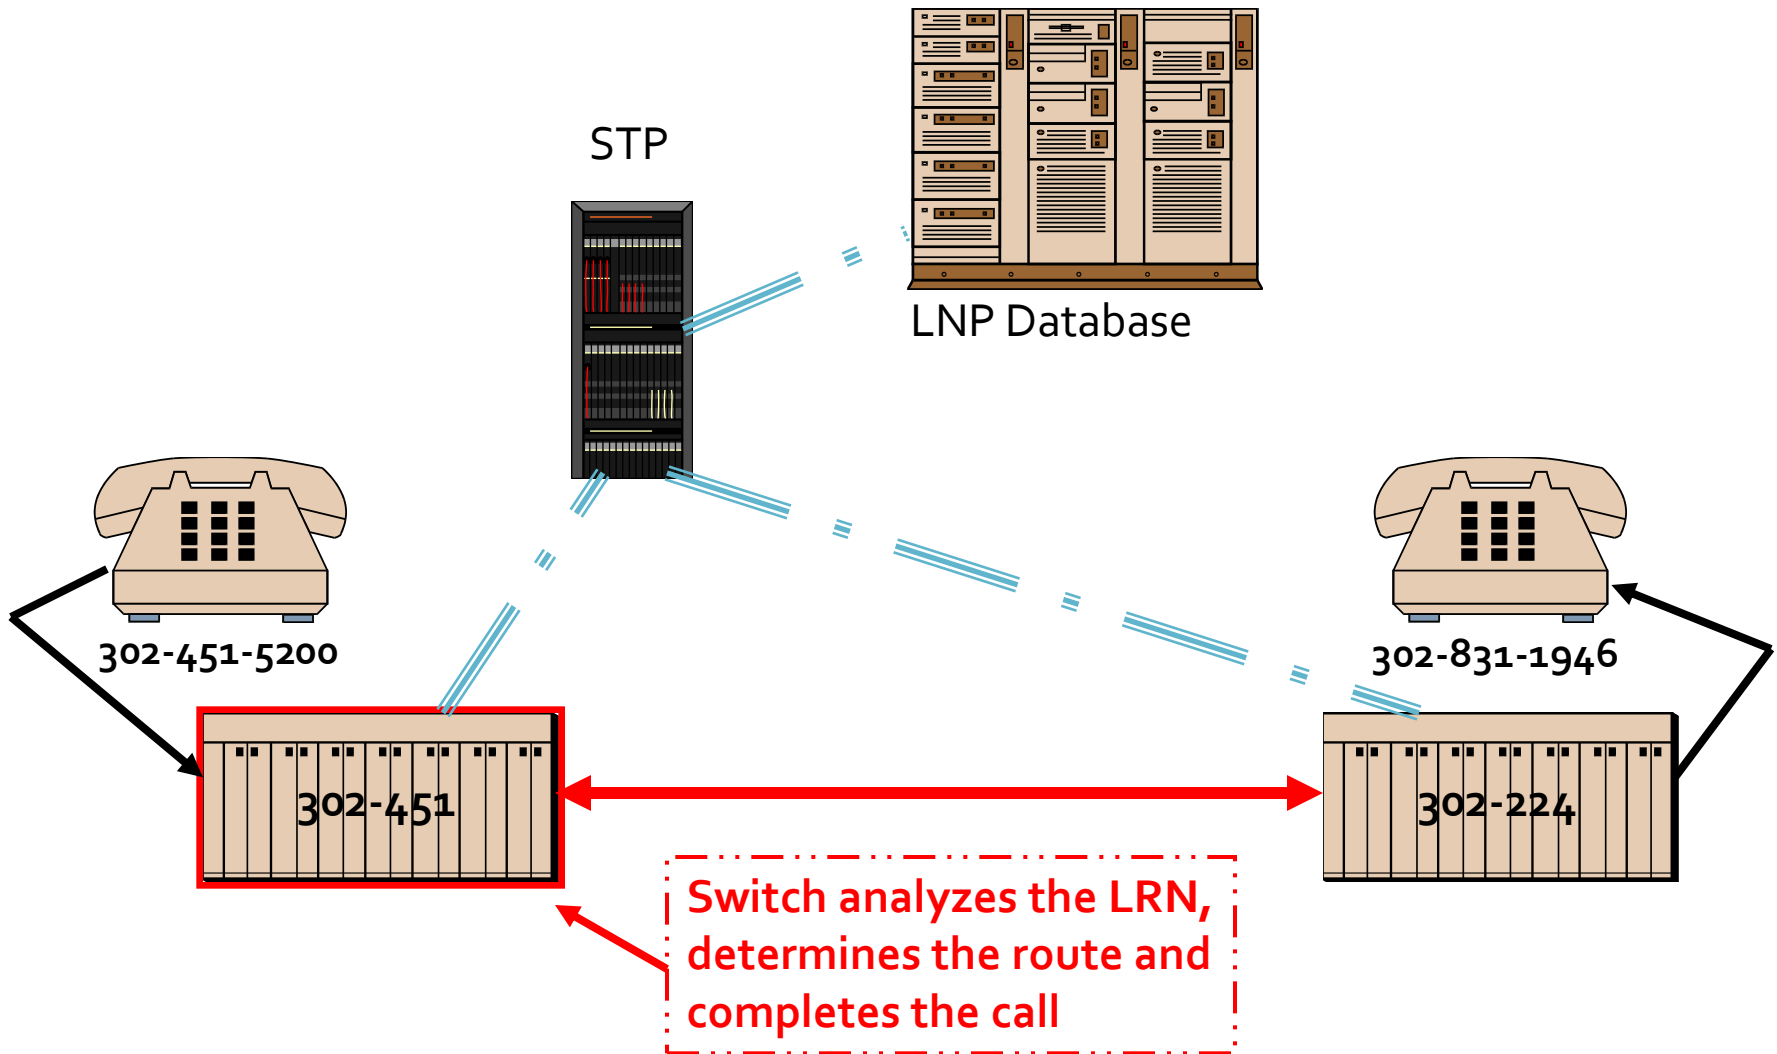 STP
LNP Database
302-451-5200
302-831-1946
302-451
302-224
Switch analyzes the LRN,
determines the route and
completes the call